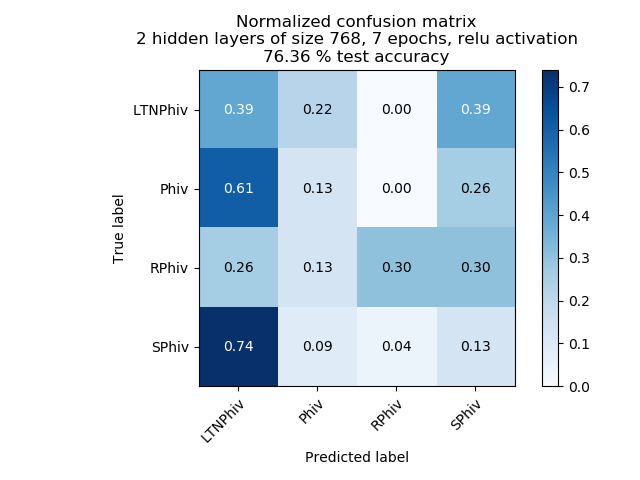 Normalized confusion matrix
2 hidden layers of size 768, 7 epochs, relu activation
76.36 % test accuracy
LTNPhiv 0.39 0.22 0.00 0.39
Phiv 0.61 0.13 0.00 0.26
RPhiv 0.26 0.13 0.30 0.30
SPhiv 0.74 0.09 0.04 0.13
LTNPhiv Phiv RPhiv SPhiv
True label
Predicted label
0.7
0.6
0.5
0.4
0.3
0.2
0.1
0.0